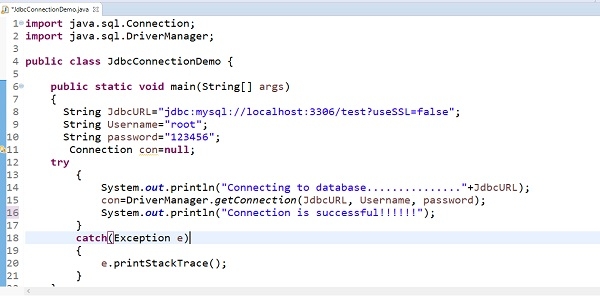 *JdbcConnectionDemo.java
1 import java.sql.Connection;
2 import java.sql.DriverManager;
3
4 public class JdbcConnectionDemo {
5
6 public static void main(String[] args)
7 {
8 String JdbcURL="jdbc:mysql://localhost:3306/test?useSSL=false";
9 String Username="root";
10 String password="123456";
11 Connection con=null;
12 try
13 {
14 System.out.println("Connecting to database..............."+JdbcURL);
15 con=DriverManager.getConnection(JdbcURL, Username, password);
16 System.out.println("Connection is successful!!!!!!");
17 }
18 catch(Exception e)
19 {
20 e.printStackTrace();
21 }